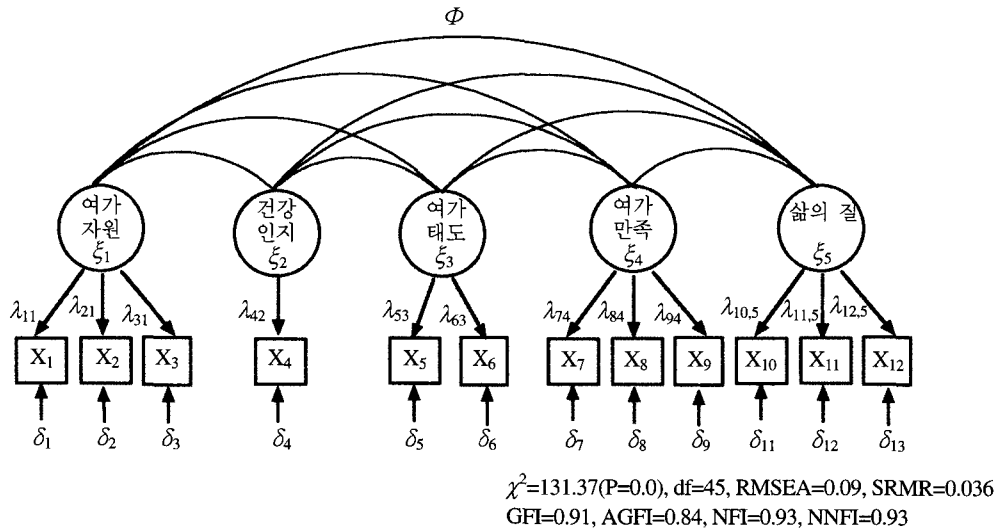 Φ
여가 건강 여가 여가 삶의 질
자원 인지 태도 만족
ξ₁ ξ₂ ξ₃ ξ₄ ξ₅
λ₁₁ λ₂₁ λ₃₁ λ₄₂ λ₅₃ λ₆₃ λ₇₄ λ₈₄ λ₉₄ λ₁₀,₅ λ₁₁,₅ λ₁₂,₅
X₁ X₂ X₃ X₄ X₅ X₆ X₇ X₈ X₉ X₁₀ X₁₁ X₁₂
δ₁ δ₂ δ₃ δ₄ δ₅ δ₆ δ₇ δ₈ δ₉ δ₁₁ δ₁₂ δ₁₃
χ²=131.37(P=0.0), df=45, RMSEA=0.09, SRMR=0.036
GFI=0.91, AGFI=0.84, NFI=0.93, NNFI=0.93